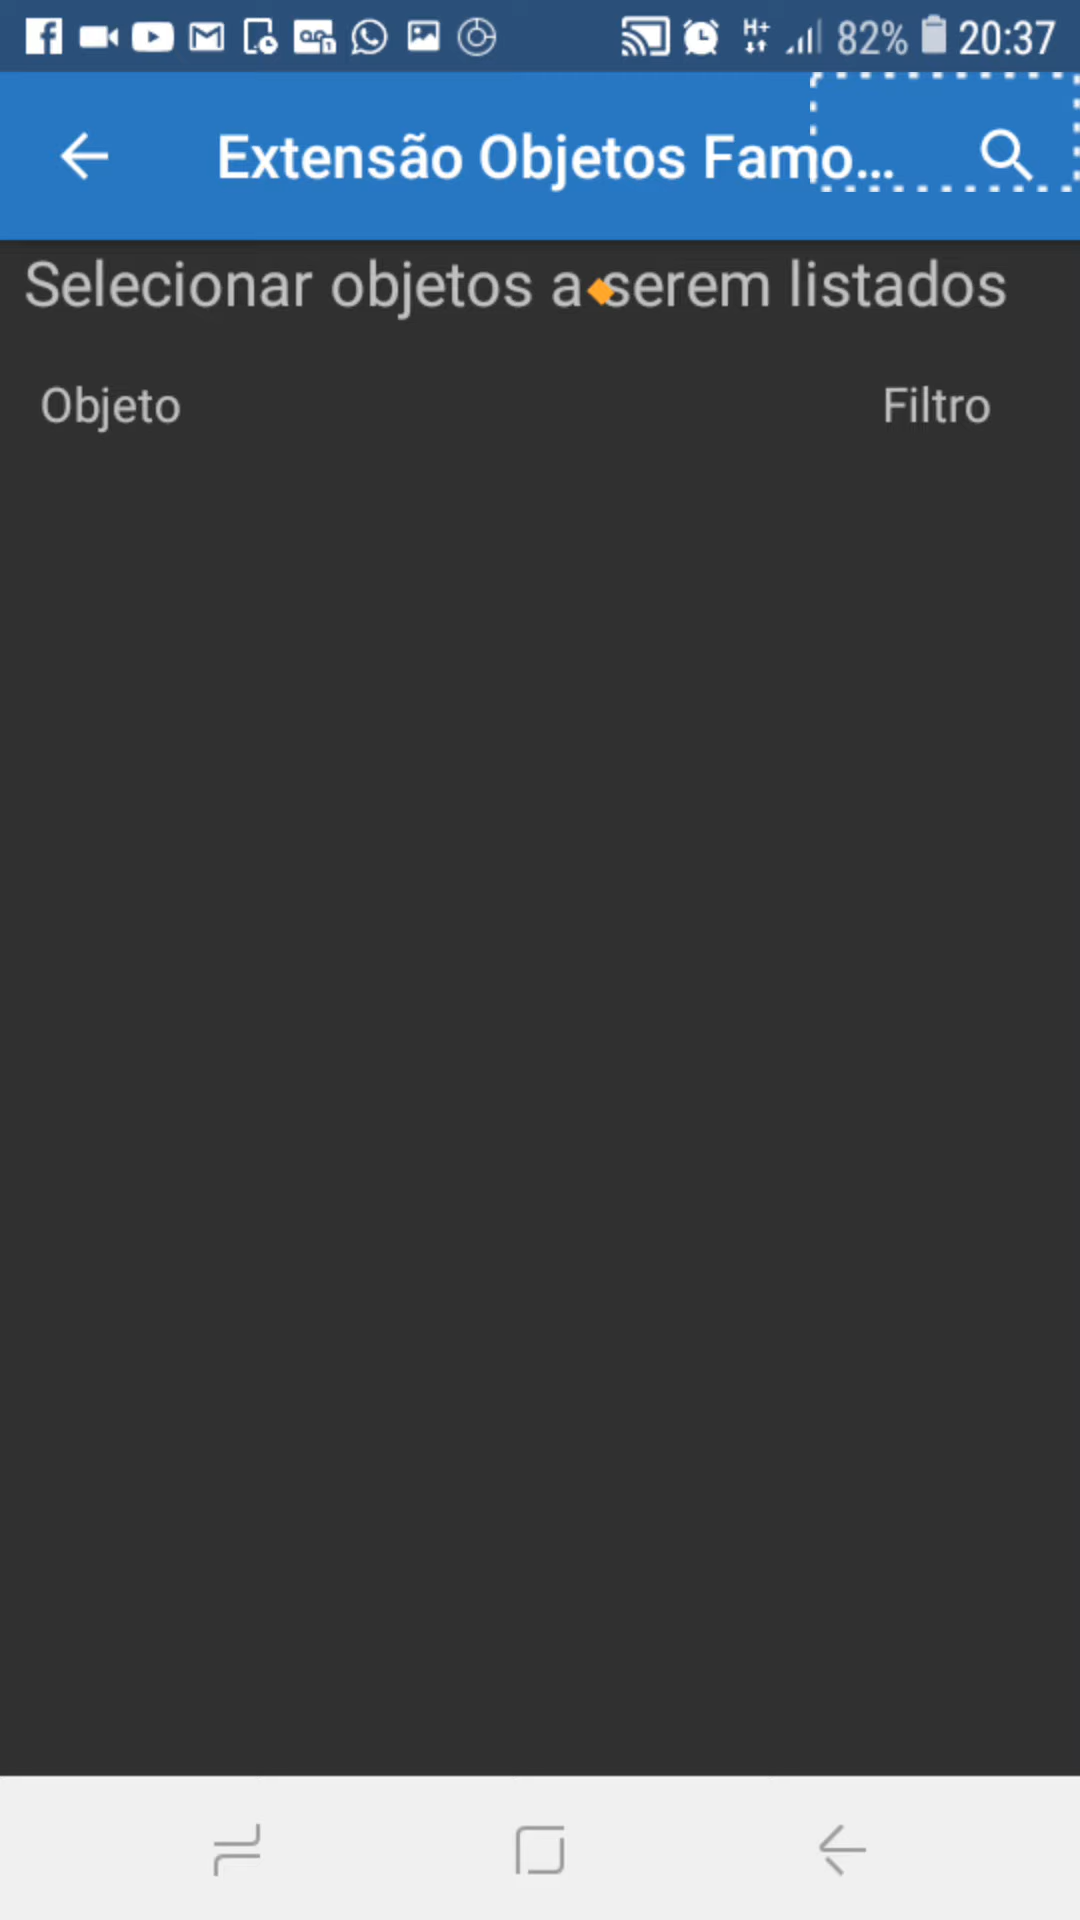 H+ 82% 20:37
Extensão Objetos Famo...
Selecionar objetos a serem listados
Objeto Filtro